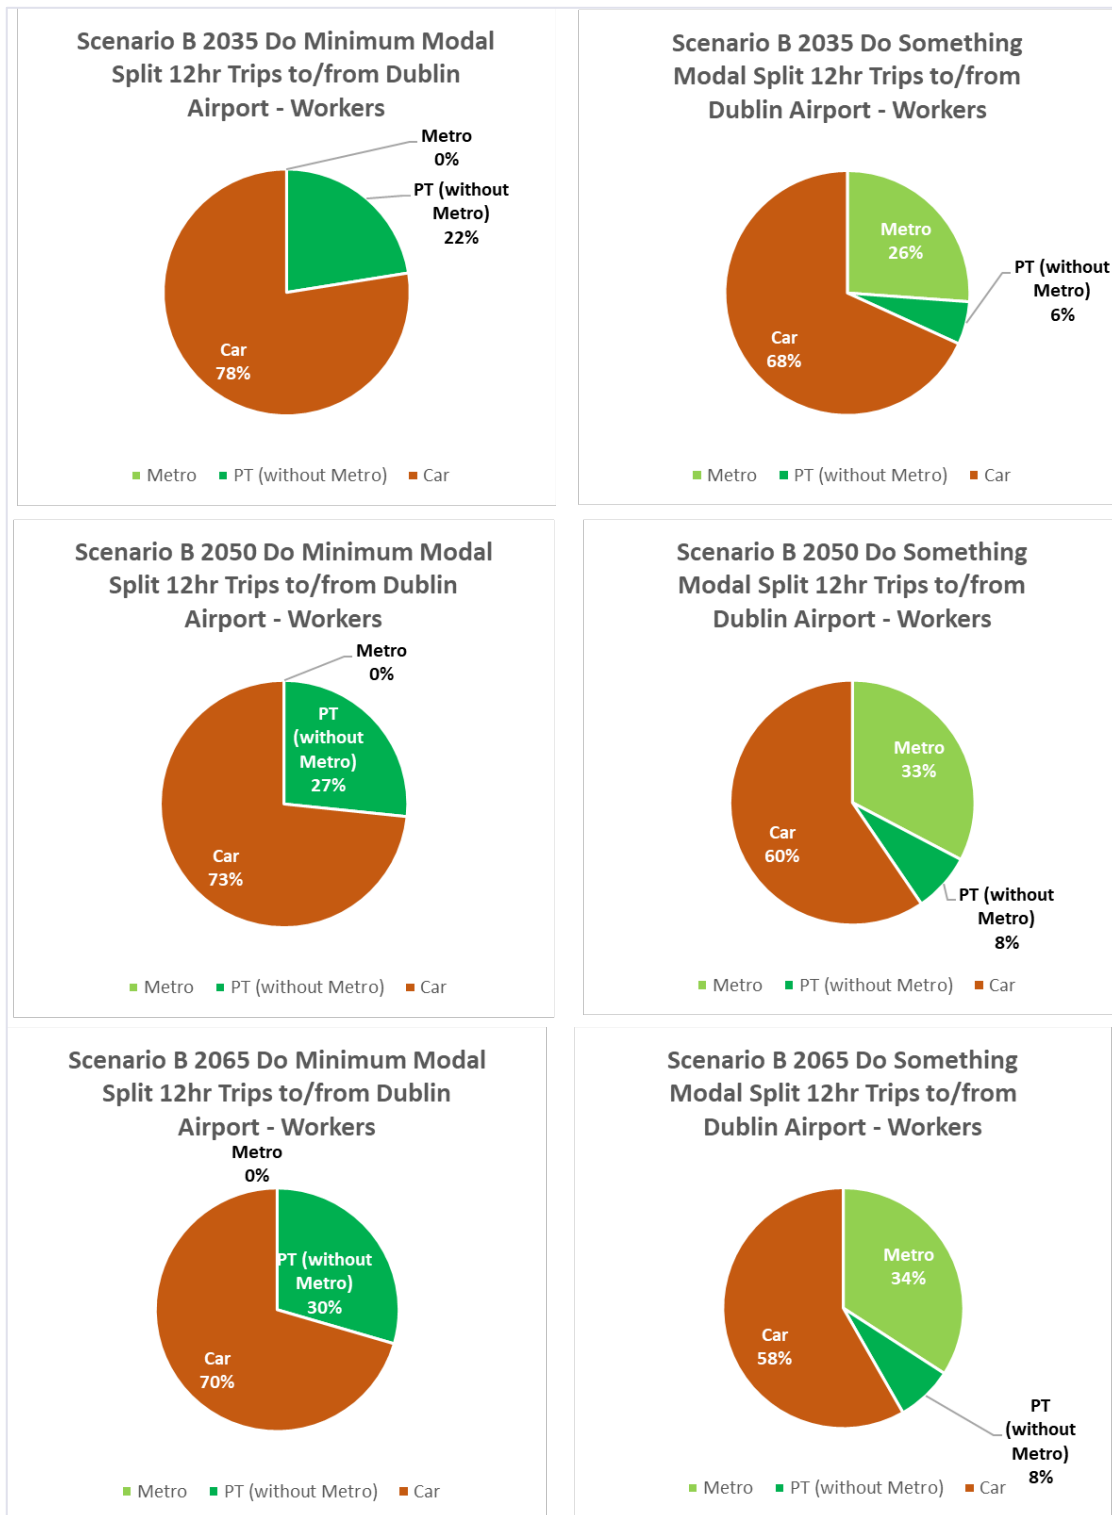 Scenario B 2035 Do Minimum Modal
Split 12hr Trips to/from Dublin
Airport - Workers
Metro
0%
PT (without
Metro)
22%
Car
78%
Metro PT (without Metro) Car
Scenario B 2035 Do Something
Modal Split 12hr Trips to/from
Dublin Airport - Workers
Metro
26%
PT (without
Metro)
6%
Car
68%
Metro PT (without Metro) Car
Scenario B 2050 Do Minimum Modal
Split 12hr Trips to/from Dublin
Airport - Workers
Metro
0%
PT
(without
Metro)
27%
Car
73%
Metro PT (without Metro) Car
Scenario B 2050 Do Something
Modal Split 12hr Trips to/from
Dublin Airport - Workers
Metro
33%
Car
60%
PT (without
Metro)
8%
Metro PT (without Metro) Car
Scenario B 2065 Do Minimum Modal
Split 12hr Trips to/from Dublin
Airport - Workers
Metro
0%
PT (without
Metro)
30%
Car
70%
Metro PT (without Metro) Car
Scenario B 2065 Do Something
Modal Split 12hr Trips to/from
Dublin Airport - Workers
Metro
34%
Car
58%
PT
(without
Metro)
8%
Metro PT (without Metro) Car